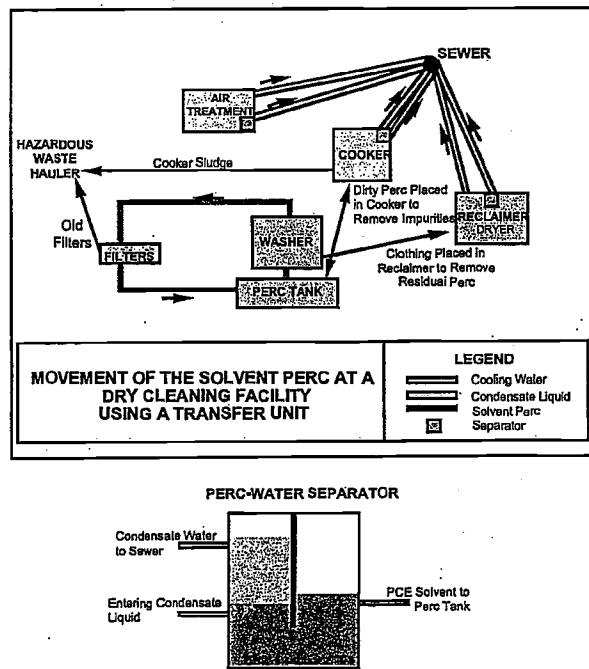 SEWER
AIR
TREATMENT
HAZARDOUS
WASTE
HAULER
Cooker Sludge
COOKER
Dirty Perc Placed
in Cooker to
Remove Impurities
RECLAIMER
DRYER
Old
Filters
FILTERS
WASHER
Clothing Placed in
Reclaimer to Remove
Residual Perc
PERC TANK
MOVEMENT OF THE SOLVENT PERC AT A
DRY CLEANING FACILITY
USING A TRANSFER UNIT
LEGEND
Cooling Water
Condensate Liquid
Solvent Perc
Separator
PERC-WATER SEPARATOR
Condensate Water
to Sewer
Entering Condensate
Liquid
PCE Solvent to
Perc Tank